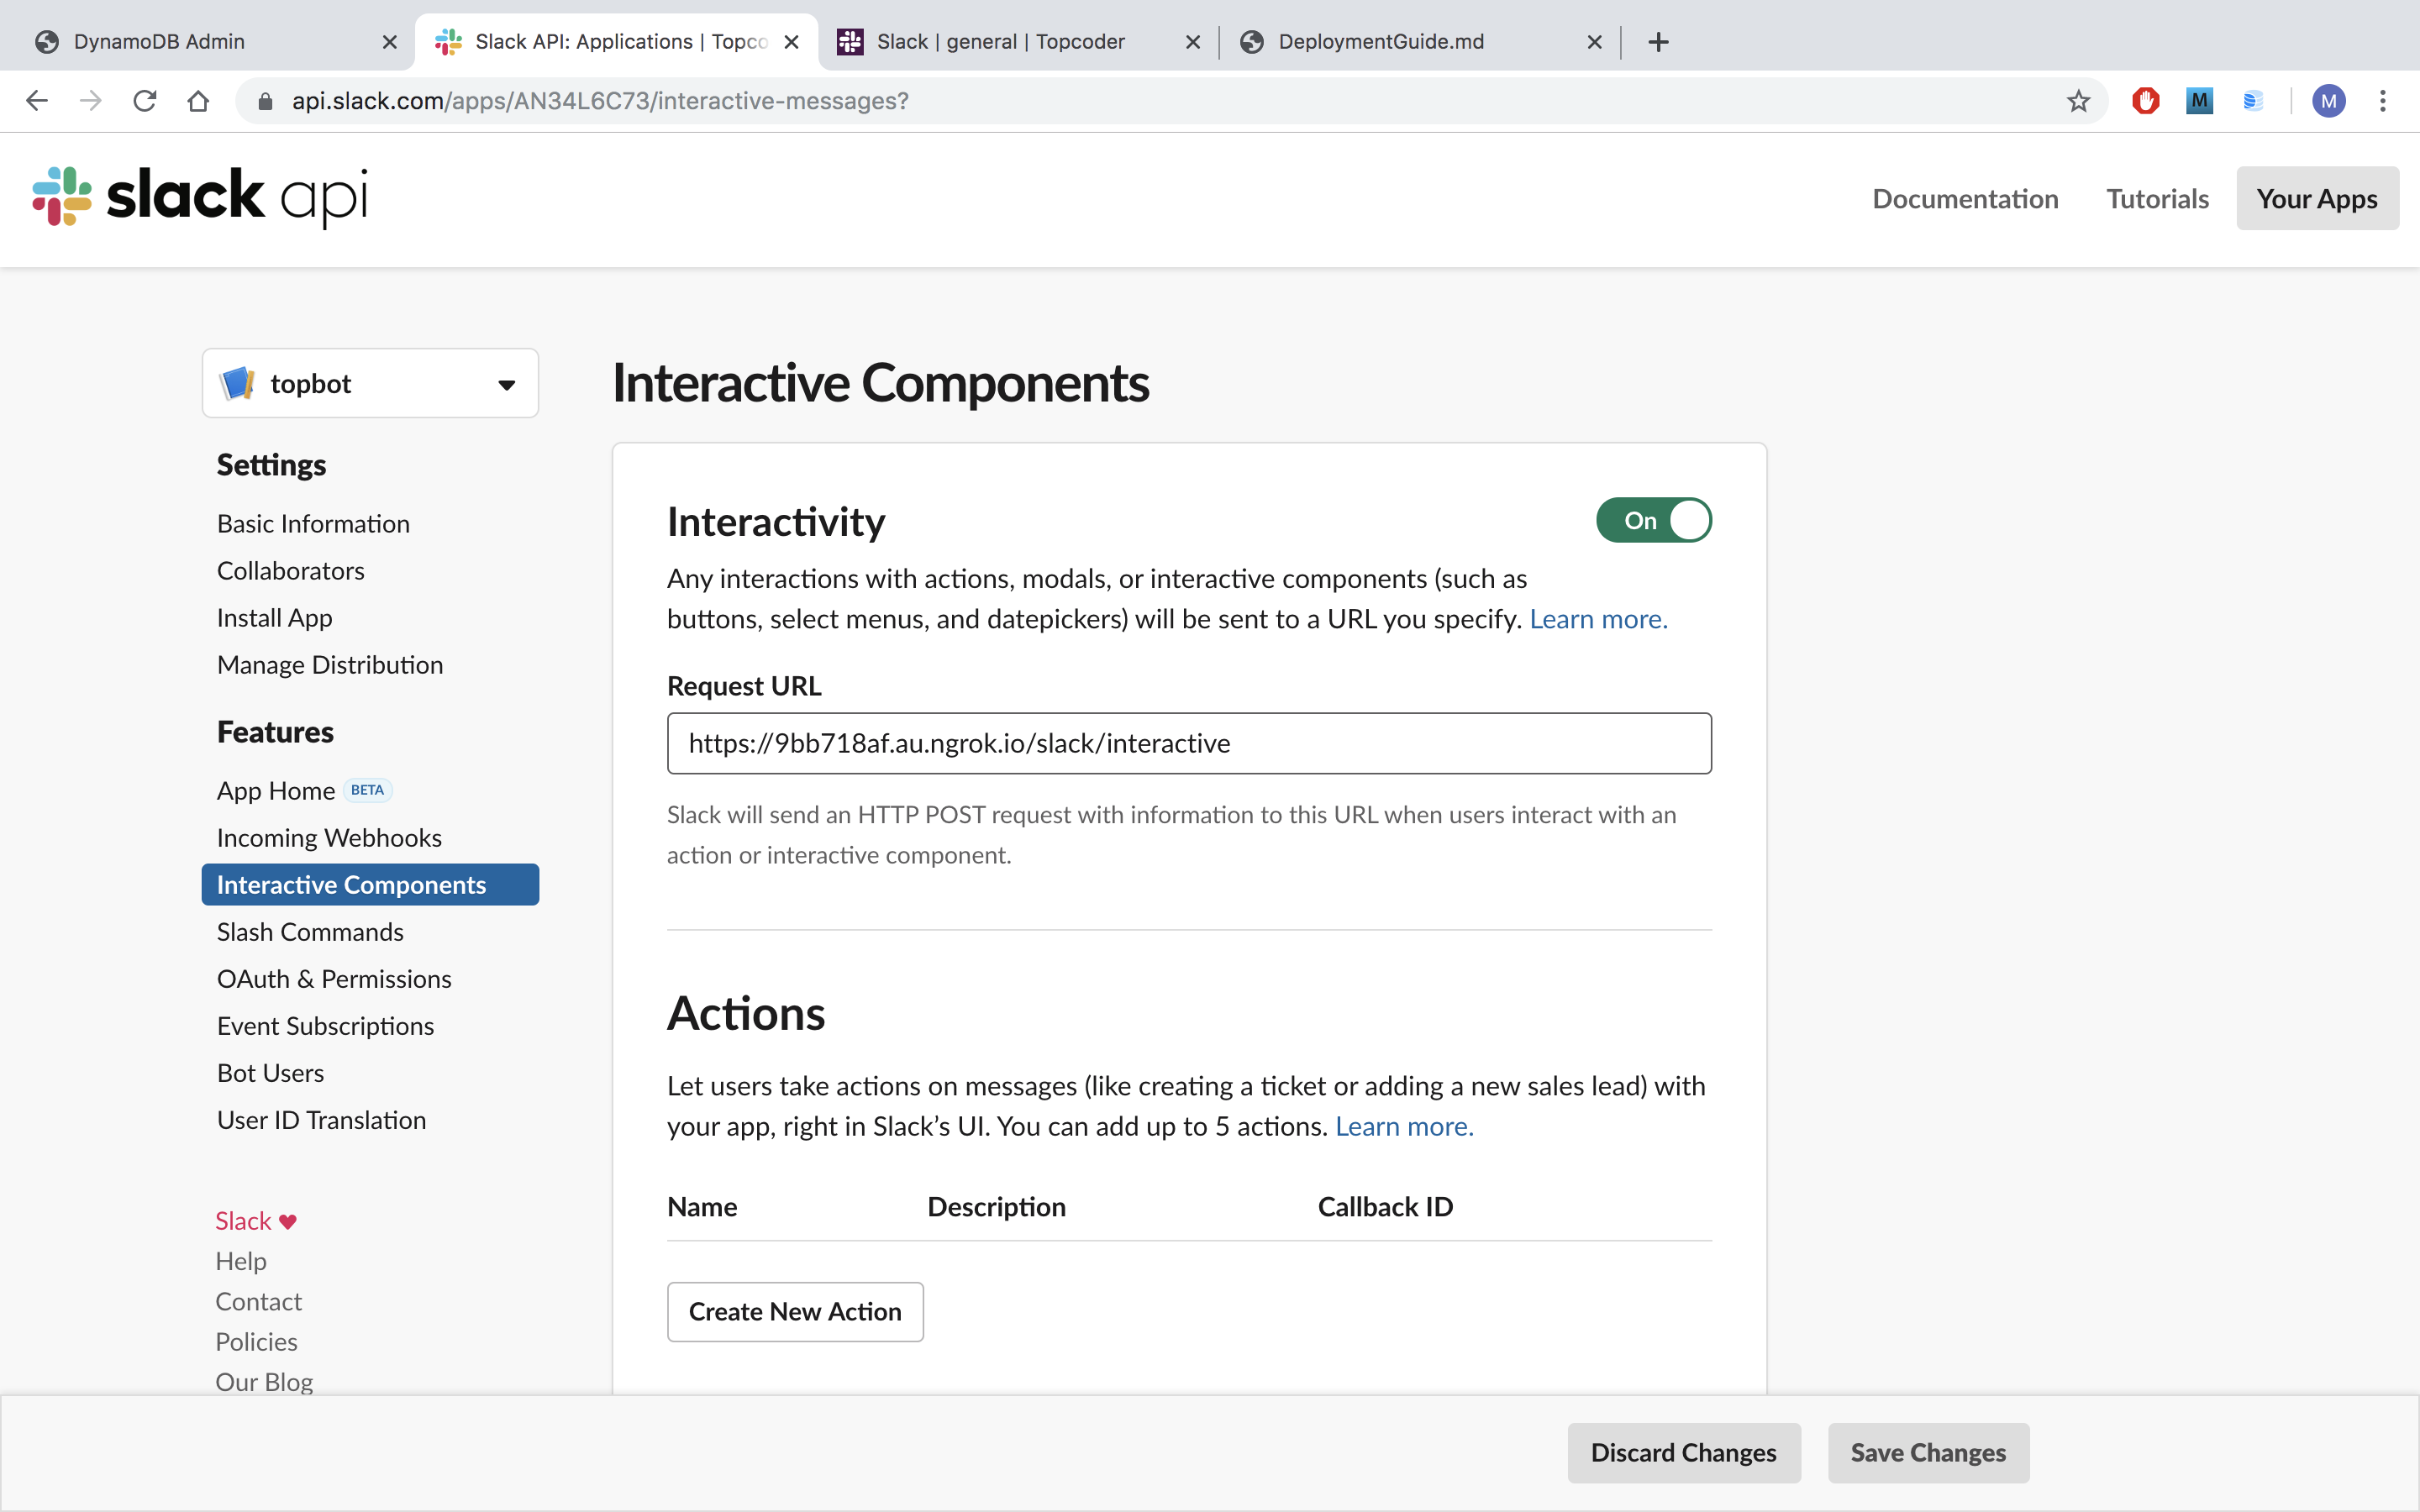 DynamoDB Admin
Slack API: Applications | Topco
Slack | general | Topcoder
DeploymentGuide.md
api.slack.com/apps/AN34L6C73/interactive-messages?
M
M
slack api
Documentation
Tutorials
Your Apps
topbot
Settings
Basic Information
Collaborators
Install App
Manage Distribution
Features
App Home BETA
Incoming Webhooks
Interactive Components
Slash Commands
OAuth & Permissions
Event Subscriptions
Bot Users
User ID Translation
Slack ♥
Help
Contact
Policies
Our Blog
Interactive Components
Interactivity
On
Any interactions with actions, modals, or interactive components (such as
buttons, select menus, and datepickers) will be sent to a URL you specify. Learn more.
Request URL
https://9bb718af.au.ngrok.io/slack/interactive
Slack will send an HTTP POST request with information to this URL when users interact with an
action or interactive component.
Actions
Let users take actions on messages (like creating a ticket or adding a new sales lead) with
your app, right in Slack’s UI. You can add up to 5 actions. Learn more.
Name Description Callback ID
Create New Action
Discard Changes
Save Changes